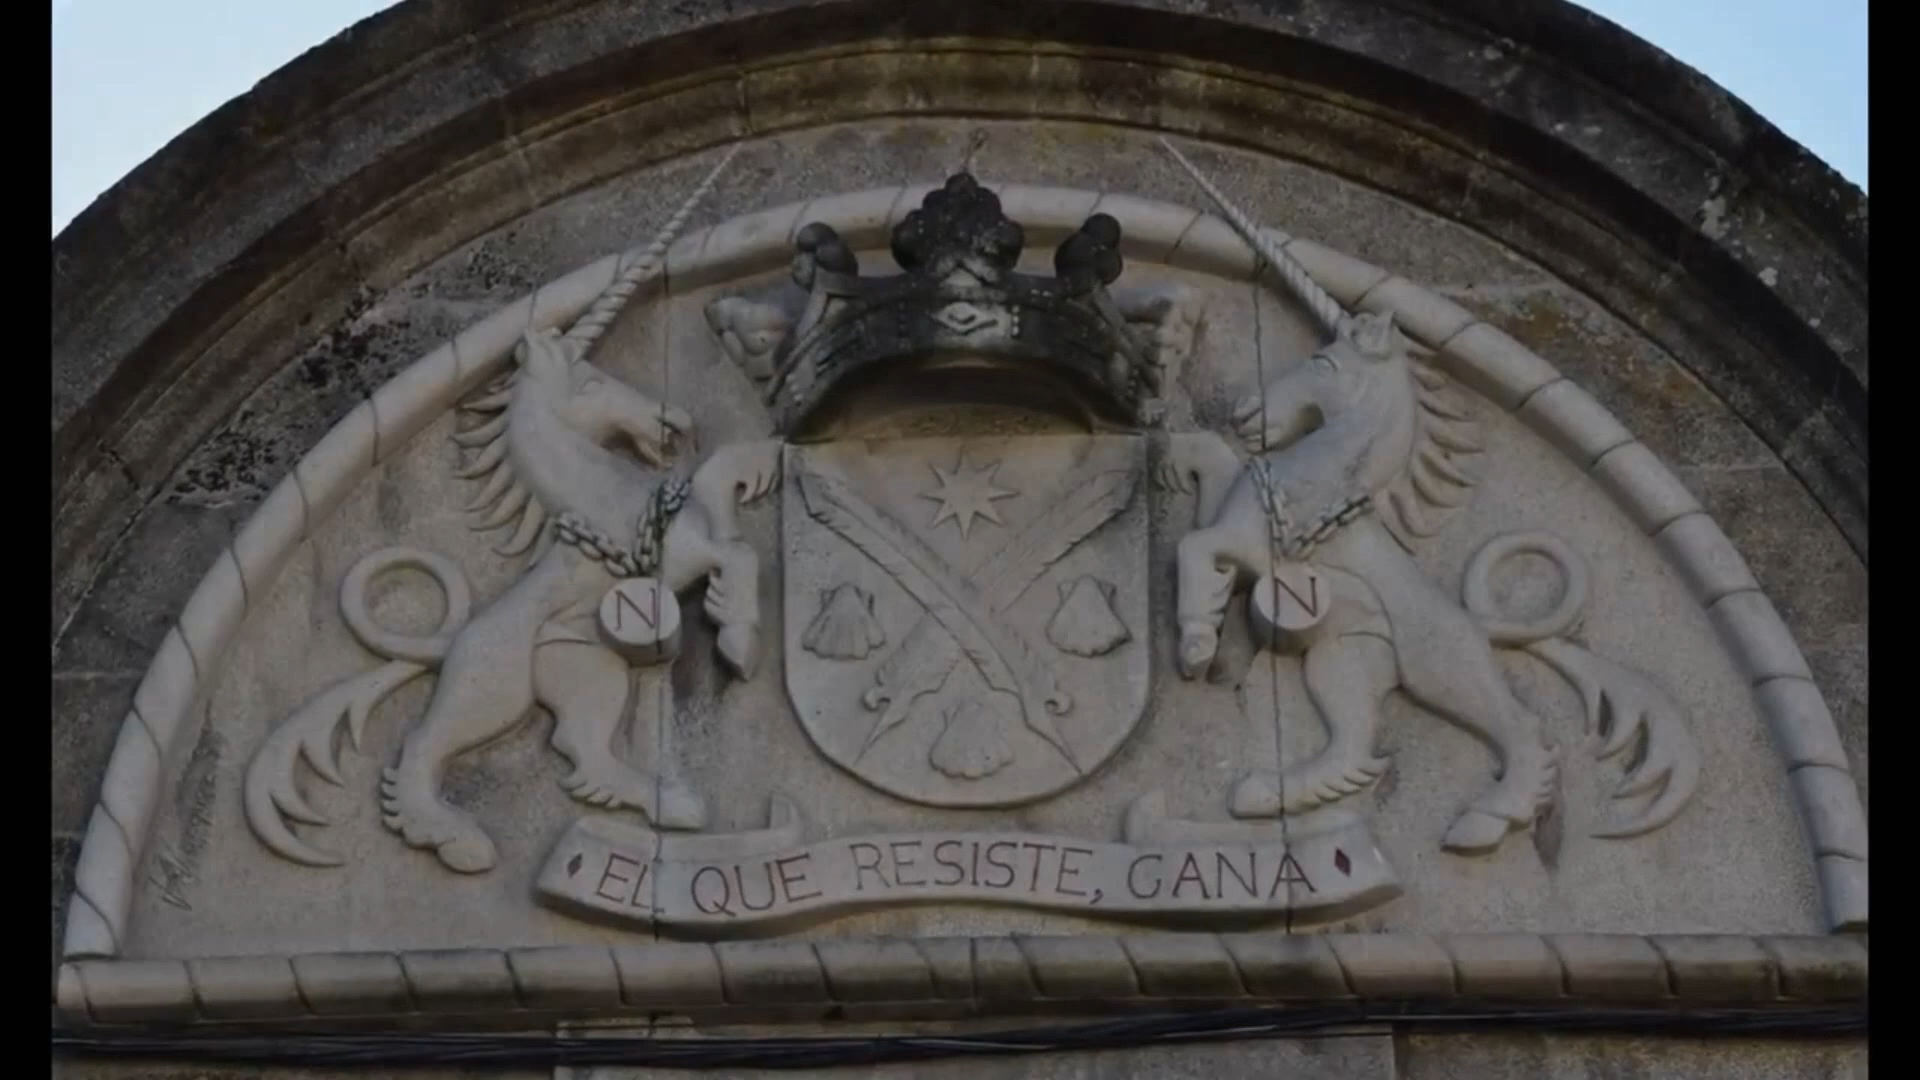 N N
EL QUE RESISTE, GANA